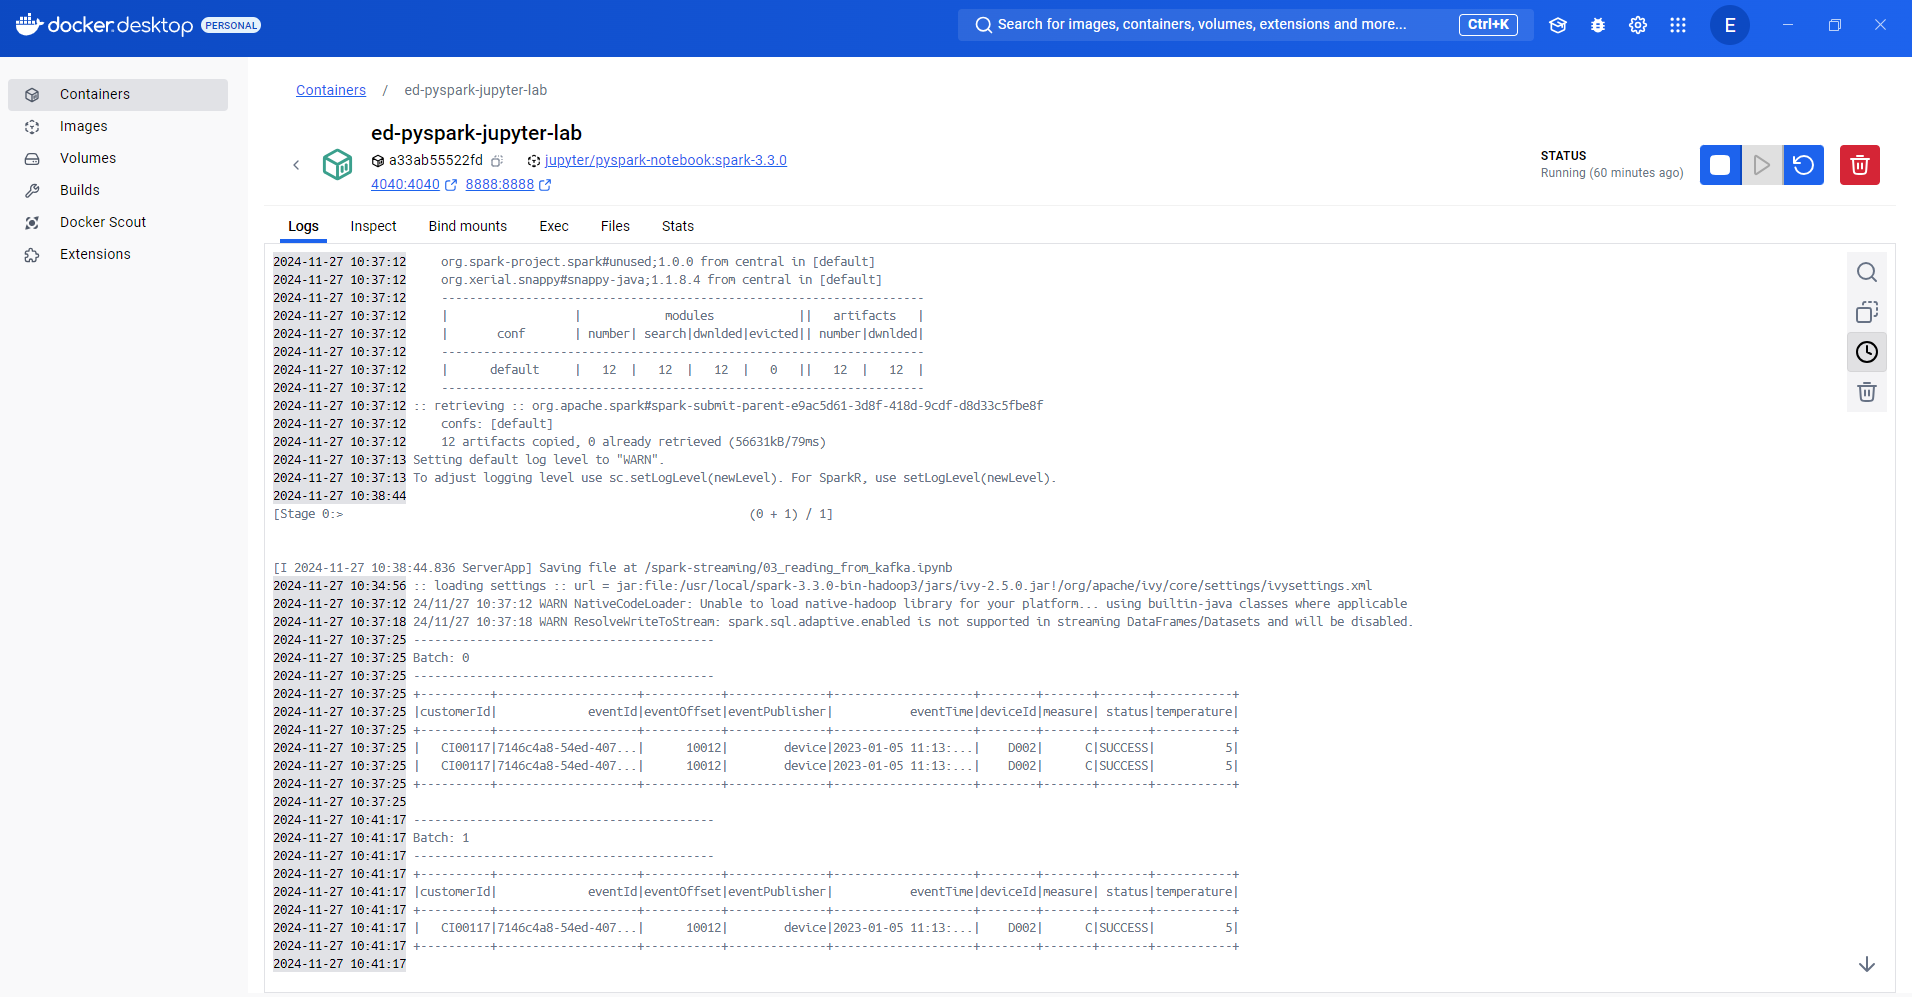 docker.desktop PERSONAL
Search for images, containers, volumes, extensions and more... Ctrl+K
E
Containers
Images
Volumes
Builds
Docker Scout
Extensions
Containers / ed-pyspark-jupyter-lab
ed-pyspark-jupyter-lab
a33ab55522fd jupyter/pyspark-notebook:spark-3.3.0
4040:4040 8888:8888
STATUS
Running (60 minutes ago)
Logs Inspect Bind mounts Exec Files Stats
2024-11-27 10:37:12     org.spark-project.spark#unused;1.0.0 from central in [default]
2024-11-27 10:37:12     org.xerial.snappy#snappy-java;1.1.8.4 from central in [default]
2024-11-27 10:37:12     ---------------------------------------------------------------------
2024-11-27 10:37:12     |                  |            modules            ||   artifacts   |
2024-11-27 10:37:12     |       conf       | number| search|dwnlded|evicted|| number|dwnlded|
2024-11-27 10:37:12     ---------------------------------------------------------------------
2024-11-27 10:37:12     |      default     |   12  |   12  |   12  |   0   ||   12  |   12  |
2024-11-27 10:37:12     ---------------------------------------------------------------------
2024-11-27 10:37:12 :: retrieving :: org.apache.spark#spark-submit-parent-e9ac5d61-3d8f-418d-9cdf-d8d33c5fbe8f
2024-11-27 10:37:12     confs: [default]
2024-11-27 10:37:12     12 artifacts copied, 0 already retrieved (56631kB/79ms)
2024-11-27 10:37:13 Setting default log level to "WARN".
2024-11-27 10:37:13 To adjust logging level use sc.setLogLevel(newLevel). For SparkR, use setLogLevel(newLevel).
2024-11-27 10:38:44
[Stage 0:>                                                          (0 + 1) / 1]
[I 2024-11-27 10:38:44.836 ServerApp] Saving file at /spark-streaming/03_reading_from_kafka.ipynb
2024-11-27 10:34:56 :: loading settings :: url = jar:file:/usr/local/spark-3.3.0-bin-hadoop3/jars/ivy-2.5.0.jar!/org/apache/ivy/core/settings/ivysettings.xml
2024-11-27 10:37:12 24/11/27 10:37:12 WARN NativeCodeLoader: Unable to load native-hadoop library for your platform... using builtin-java classes where applicable
2024-11-27 10:37:18 24/11/27 10:37:18 WARN ResolveWriteToStream: spark.sql.adaptive.enabled is not supported in streaming DataFrames/Datasets and will be disabled.
2024-11-27 10:37:25 -------------------------------------------
2024-11-27 10:37:25 Batch: 0
2024-11-27 10:37:25 -------------------------------------------
2024-11-27 10:37:25 +----------+--------------------+-----------+--------------+--------------------+--------+-------+-------+-----------+
2024-11-27 10:37:25 |customerId|             eventId|eventOffset|eventPublisher|           eventTime|deviceId|measure| status|temperature|
2024-11-27 10:37:25 +----------+--------------------+-----------+--------------+--------------------+--------+-------+-------+-----------+
2024-11-27 10:37:25 |   CI00117|7146c4a8-54ed-407...|      10012|        device|2023-01-05 11:13:...|    D002|      C|SUCCESS|          5|
2024-11-27 10:37:25 |   CI00117|7146c4a8-54ed-407...|      10012|        device|2023-01-05 11:13:...|    D002|      C|SUCCESS|          5|
2024-11-27 10:37:25 +----------+--------------------+-----------+--------------+--------------------+--------+-------+-------+-----------+
2024-11-27 10:37:25
2024-11-27 10:41:17 -------------------------------------------
2024-11-27 10:41:17 Batch: 1
2024-11-27 10:41:17 -------------------------------------------
2024-11-27 10:41:17 +----------+--------------------+-----------+--------------+--------------------+--------+-------+-------+-----------+
2024-11-27 10:41:17 |customerId|             eventId|eventOffset|eventPublisher|           eventTime|deviceId|measure| status|temperature|
2024-11-27 10:41:17 +----------+--------------------+-----------+--------------+--------------------+--------+-------+-------+-----------+
2024-11-27 10:41:17 |   CI00117|7146c4a8-54ed-407...|      10012|        device|2023-01-05 11:13:...|    D002|      C|SUCCESS|          5|
2024-11-27 10:41:17 +----------+--------------------+-----------+--------------+--------------------+--------+-------+-------+-----------+
2024-11-27 10:41:17